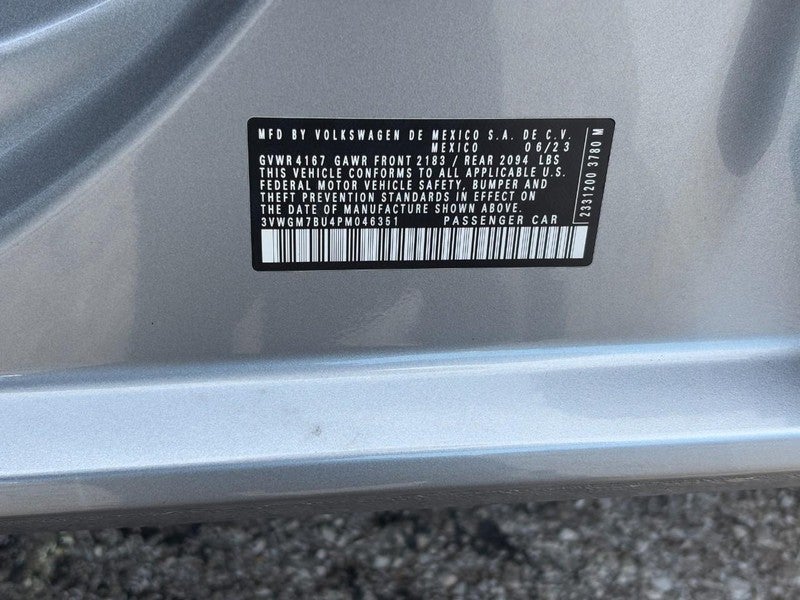 MFD BY VOLKSWAGEN DE MEXICO S.A. DE C.V.
MEXICO 06/23
GVWR 4167 GAWR FRONT 2183 / REAR 2094 LBS
THIS VEHICLE CONFORMS TO ALL APPLICABLE U.S.
FEDERAL MOTOR VEHICLE SAFETY, BUMPER AND
THEFT PREVENTION STANDARDS IN EFFECT ON
THE DATE OF MANUFACTURE SHOWN ABOVE.
3VWGM7BU4PM046351 PASSENGER CAR
2331200 3780 M